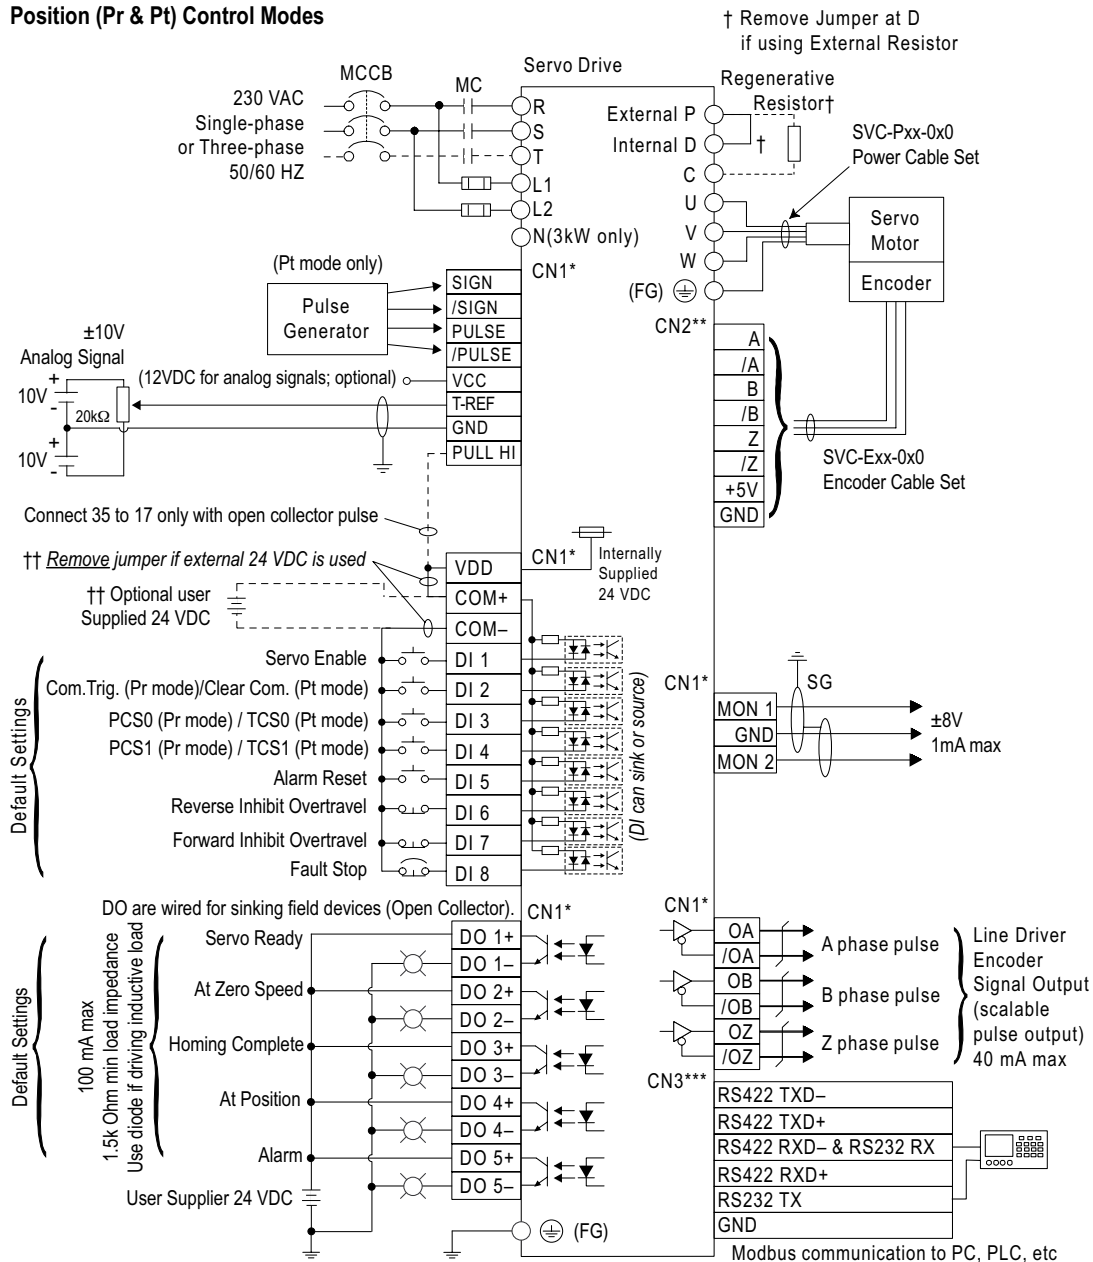 Position (Pr & Pt) Control Modes
† Remove Jumper at D
if using External Resistor
MCCB
MC
Servo Drive
Regenerative
Resistor†
230 VAC
Single-phase
or Three-phase
50/60 HZ
R
S
T
L1
L2
N(3kW only)
External P
Internal D
†
C
U
V
W
(FG)
SVC-Pxx-0x0
Power Cable Set
Servo
Motor
Encoder
(Pt mode only)
CN1*
Pulse
Generator
SIGN
/SIGN
PULSE
/PULSE
VCC
T-REF
GND
PULL HI
±10V
Analog Signal
(12VDC for analog signals; optional)
+
10V
-
20kΩ
+
10V
-
CN2**
A
/A
B
/B
Z
/Z
+5V
GND
SVC-Exx-0x0
Encoder Cable Set
Connect 35 to 17 only with open collector pulse
†† Remove jumper if external 24 VDC is used
†† Optional user
Supplied 24 VDC
CN1*
Internally
Supplied
24 VDC
VDD
COM+
COM–
DI 1
DI 2
DI 3
DI 4
DI 5
DI 6
DI 7
DI 8
Default Settings
Servo Enable
Com.Trig. (Pr mode)/Clear Com. (Pt mode)
PCS0 (Pr mode) / TCS0 (Pt mode)
PCS1 (Pr mode) / TCS1 (Pt mode)
Alarm Reset
Reverse Inhibit Overtravel
Forward Inhibit Overtravel
Fault Stop
(DI can sink or source)
CN1*
SG
MON 1
GND
MON 2
±8V
1mA max
DO are wired for sinking field devices (Open Collector).
CN1*
Default Settings
100 mA max
1.5k Ohm min load impedance
Use diode if driving inductive load
Servo Ready
At Zero Speed
Homing Complete
At Position
Alarm
User Supplier 24 VDC
DO 1+
DO 1–
DO 2+
DO 2–
DO 3+
DO 3–
DO 4+
DO 4–
DO 5+
DO 5–
(FG)
CN1*
OA
/OA
OB
/OB
OZ
/OZ
A phase pulse
B phase pulse
Z phase pulse
Line Driver
Encoder
Signal Output
(scalable
pulse output)
40 mA max
CN3***
RS422 TXD–
RS422 TXD+
RS422 RXD– & RS232 RX
RS422 RXD+
RS232 TX
GND
Modbus communication to PC, PLC, etc